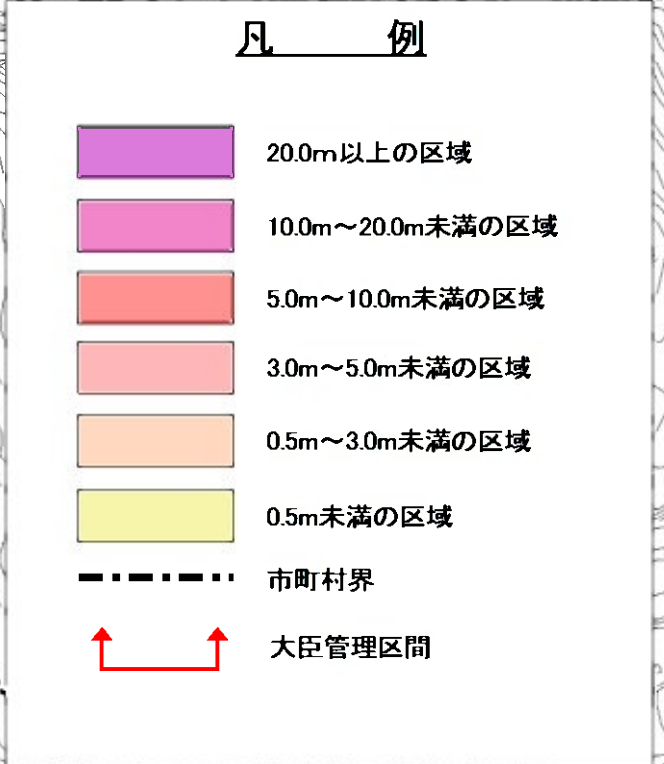 凡 例
20.0m以上の区域
10.0m～20.0m未満の区域
5.0m～10.0m未満の区域
3.0m～5.0m未満の区域
0.5m～3.0m未満の区域
0.5m未満の区域
市町村界
大臣管理区間